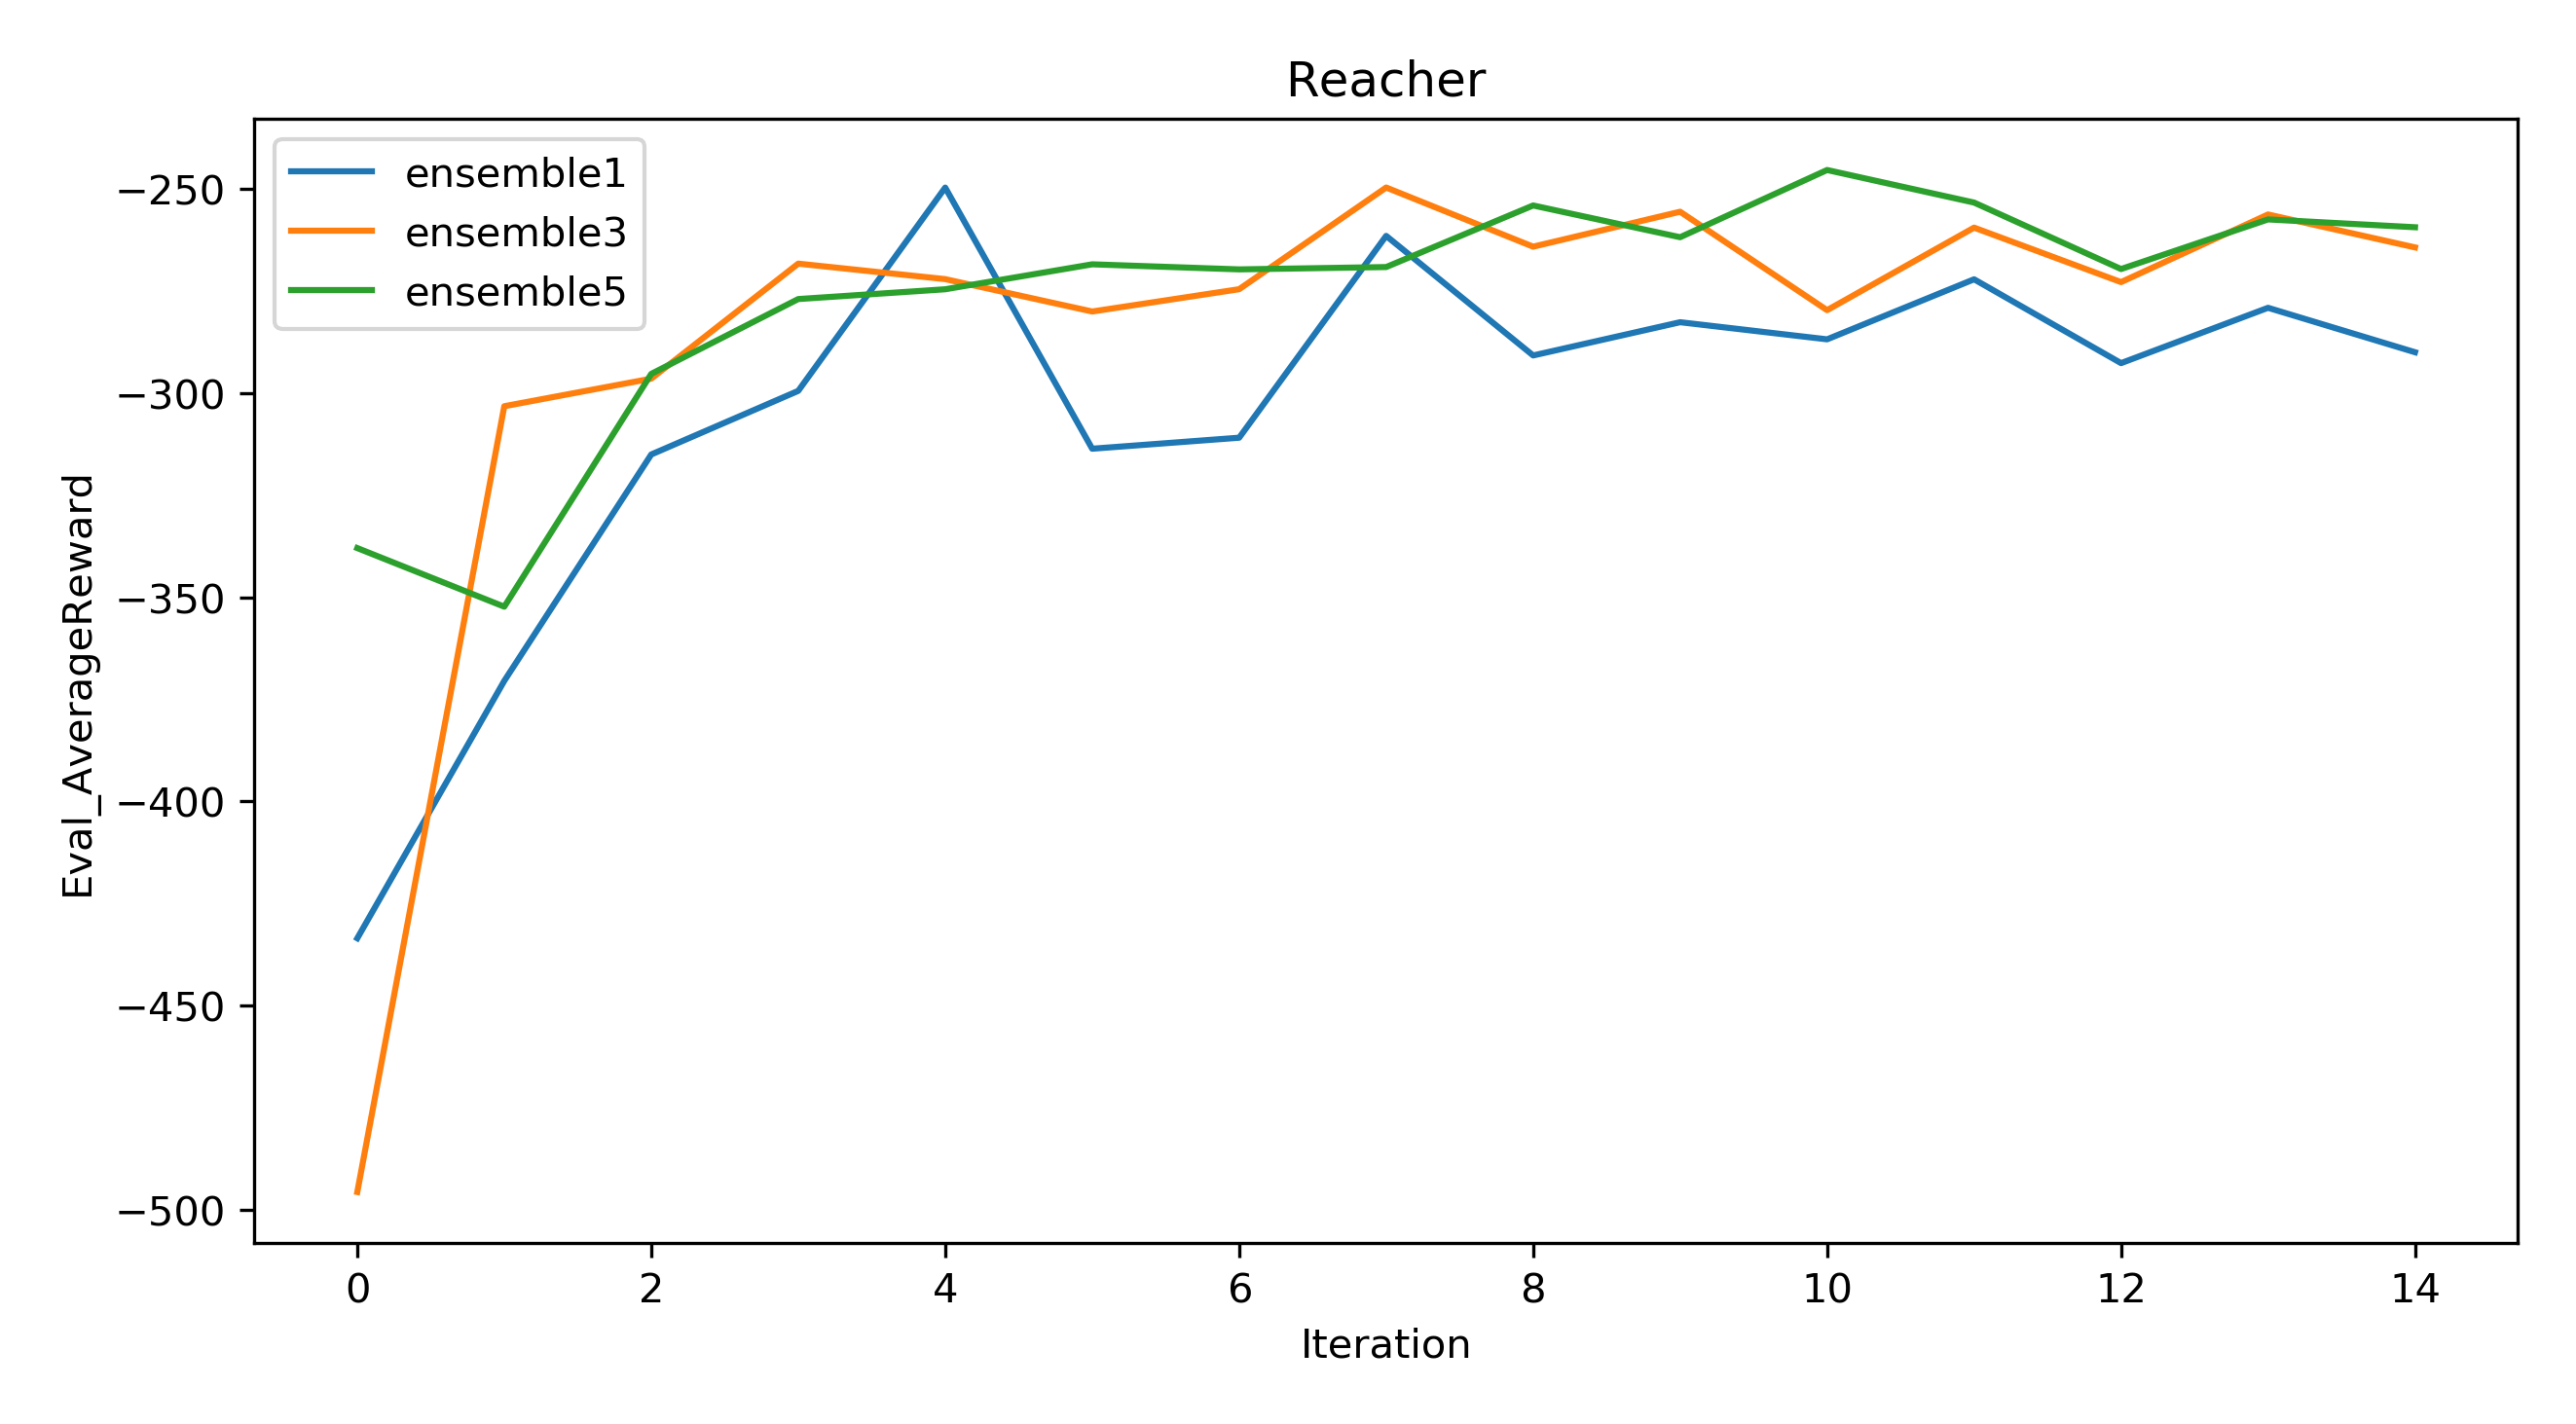 Reacher
ensemble1
ensemble3
ensemble5
Eval_AverageReward
−250
−300
−350
−400
−450
−500
0 2 4 6 8 10 12 14
Iteration